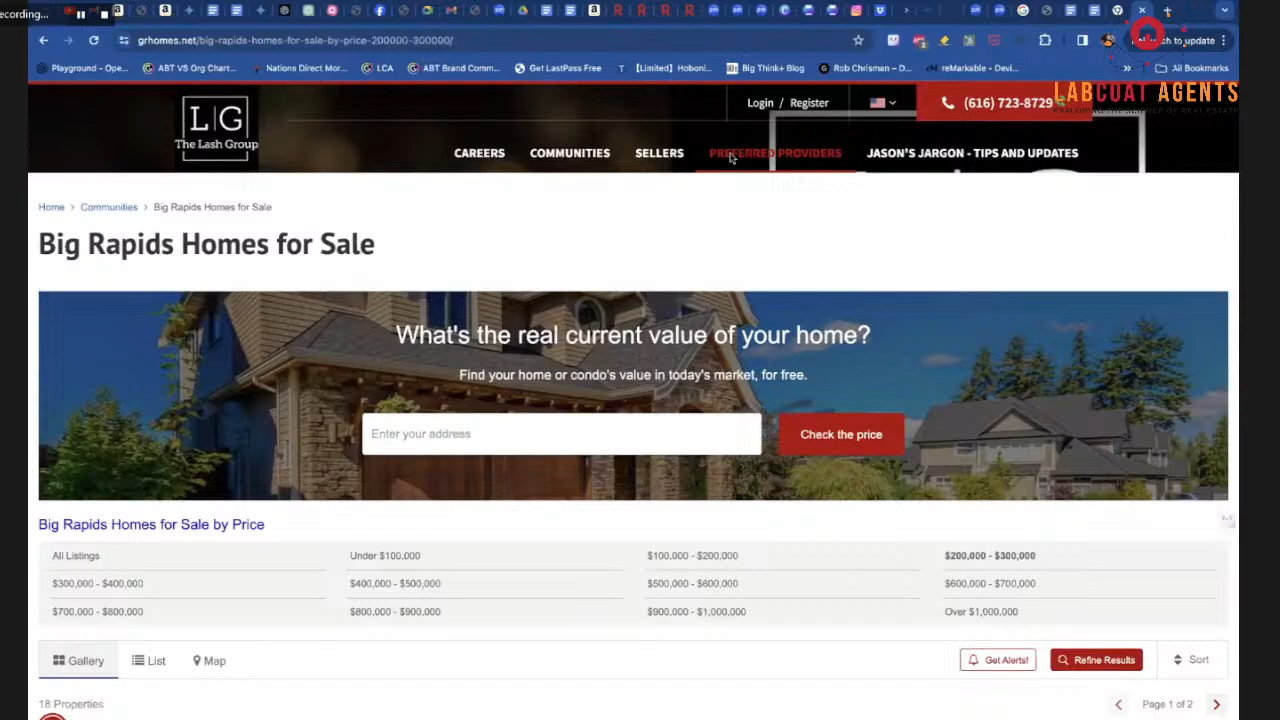 ecording...
grhomes.net/big-rapids-homes-for-sale-by-price-200000-300000/
to update
Playground - Ope...
ABT VS Org Chart...
Nations Direct Mor...
LCA
ABT Brand Comm...
Get LastPass Free
[Limited] Hoboni...
Big Think+ Blog
Rob Chrisman – D...
reMarkable • Devi...
»
All Bookmarks
LABCOAT AGENTS
L G
The Lash Group
Login / Register
(616) 723-8729
CAREERS
COMMUNITIES
SELLERS
PREFERRED PROVIDERS
JASON'S JARGON - TIPS AND UPDATES
Home > Communities > Big Rapids Homes for Sale
Big Rapids Homes for Sale
What's the real current value of your home?
Find your home or condo's value in today's market, for free.
Enter your address
Check the price
Big Rapids Homes for Sale by Price
All Listings
Under $100,000
$100,000 - $200,000
$200,000 - $300,000
$300,000 - $400,000
$400,000 - $500,000
$500,000 - $600,000
$600,000 - $700,000
$700,000 - $800,000
$800,000 - $900,000
$900,000 - $1,000,000
Over $1,000,000
Gallery
List
Map
Get Alerts!
Refine Results
Sort
18 Properties
Page 1 of 2